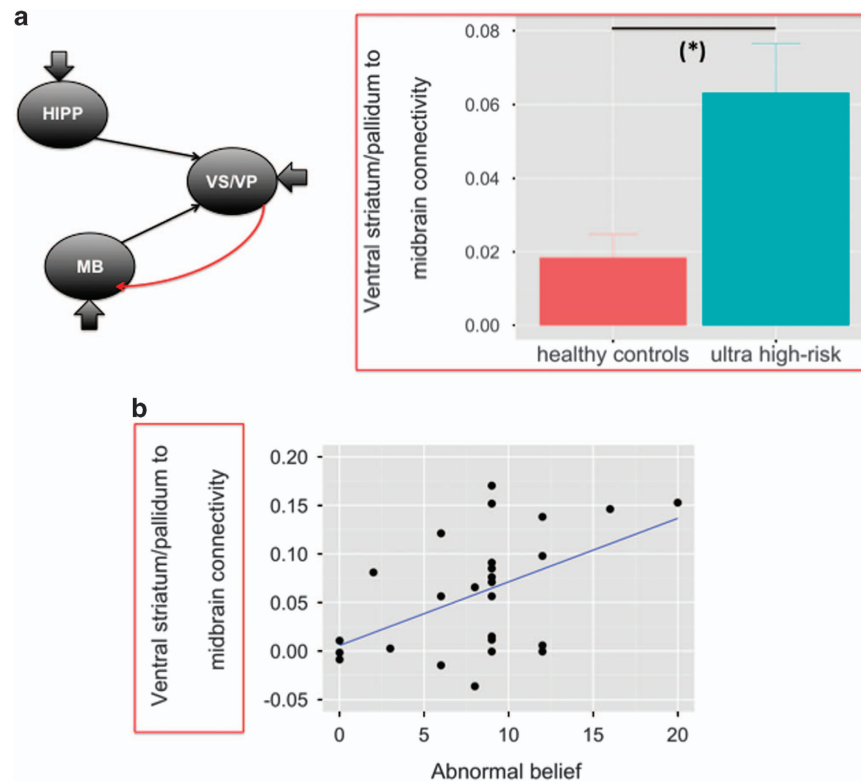 a
HIPP
VS/VP
MB
Ventral striatum/pallidum to
midbrain connectivity
0.08
0.06
0.04
0.02
0.00
(*)
healthy controls
ultra high-risk
b
Ventral striatum/pallidum to
midbrain connectivity
0.20
0.15
0.10
0.05
0.00
-0.05
0
5
10
15
20
Abnormal belief